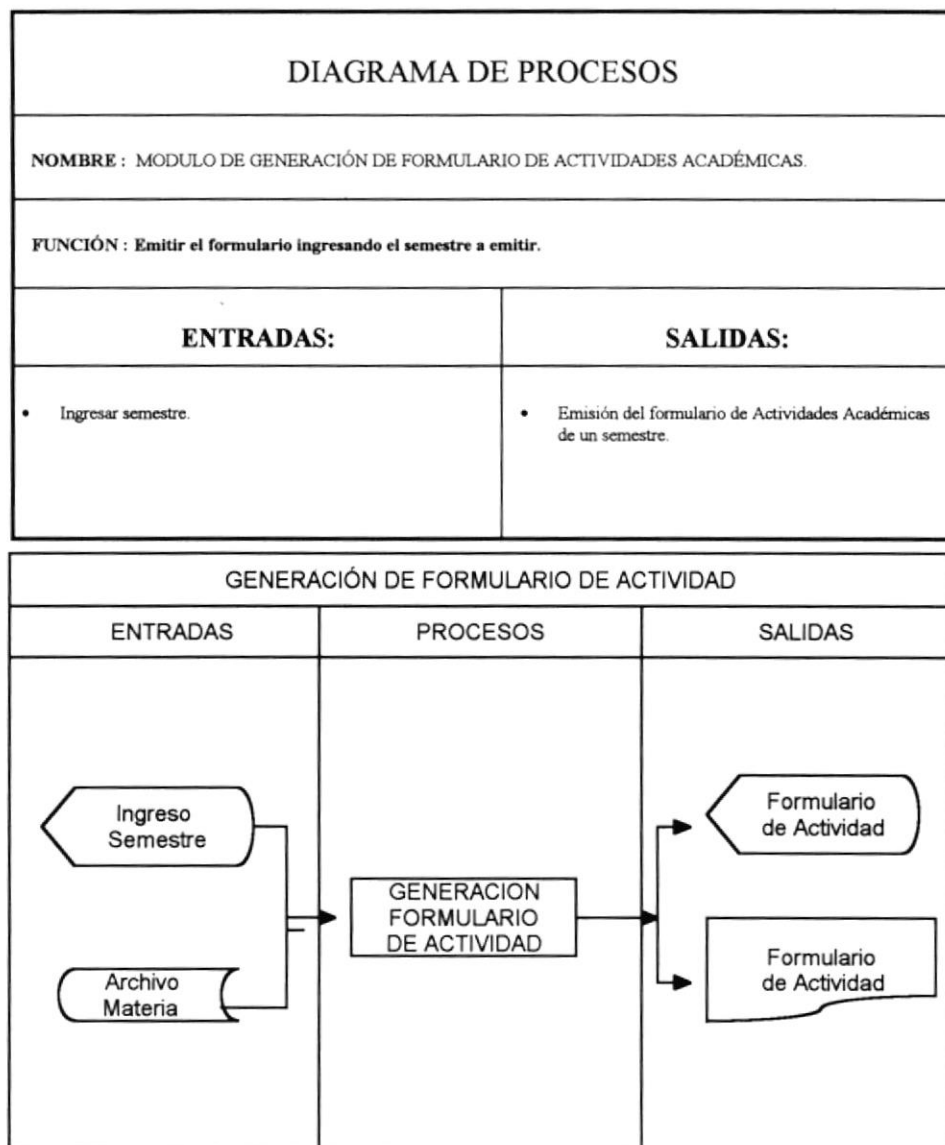 DIAGRAMA DE PROCESOS
NOMBRE : MODULO DE GENERACIÓN DE FORMULARIO DE ACTIVIDADES ACADÉMICAS.
FUNCIÓN : Emitir el formulario ingresando el semestre a emitir.
ENTRADAS:
SALIDAS:
• Ingresar semestre.
• Emisión del formulario de Actividades Académicas
de un semestre.
GENERACIÓN DE FORMULARIO DE ACTIVIDAD
ENTRADAS
PROCESOS
SALIDAS
Ingreso
Semestre
Archivo
Materia
GENERACION
FORMULARIO
DE ACTIVIDAD
Formulario
de Actividad
Formulario
de Actividad